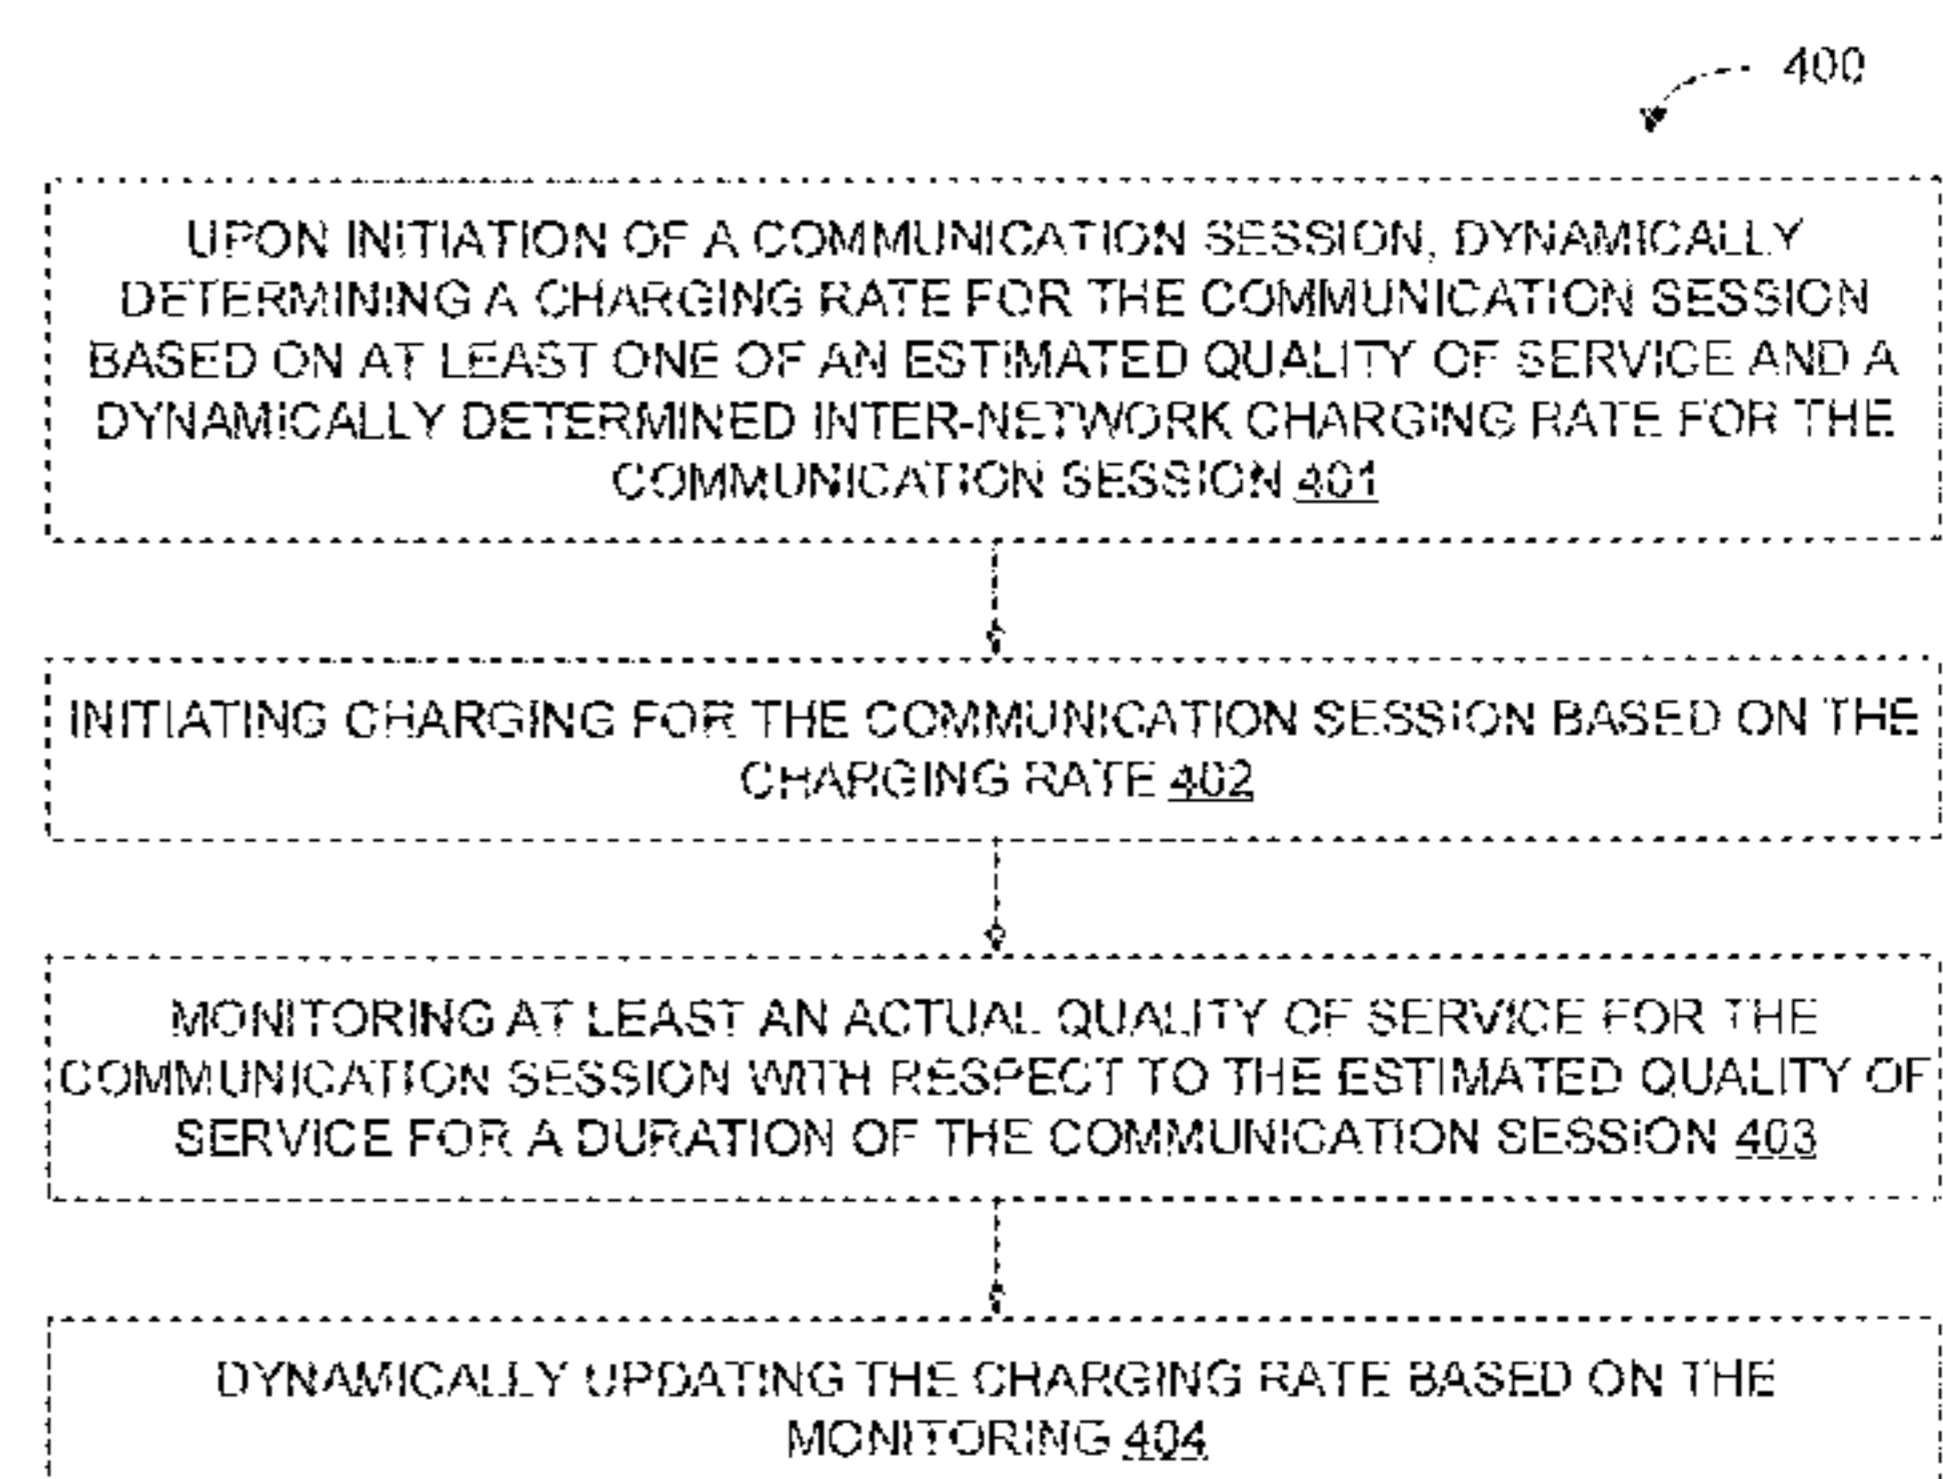 400
UPON INITIATION OF A COMMUNICATION SESSION, DYNAMICALLY
DETERMINING A CHARGING RATE FOR THE COMMUNICATION SESSION
BASED ON AT LEAST ONE OF AN ESTIMATED QUALITY OF SERVICE AND A
DYNAMICALLY DETERMINED INTER-NETWORK CHARGING RATE FOR THE
COMMUNICATION SESSION 401
INITIATING CHARGING FOR THE COMMUNICATION SESSION BASED ON THE
CHARGING RATE 402
MONITORING AT LEAST AN ACTUAL QUALITY OF SERVICE FOR THE
COMMUNICATION SESSION WITH RESPECT TO THE ESTIMATED QUALITY OF
SERVICE FOR A DURATION OF THE COMMUNICATION SESSION 403
DYNAMICALLY UPDATING THE CHARGING RATE BASED ON THE
MONITORING 404